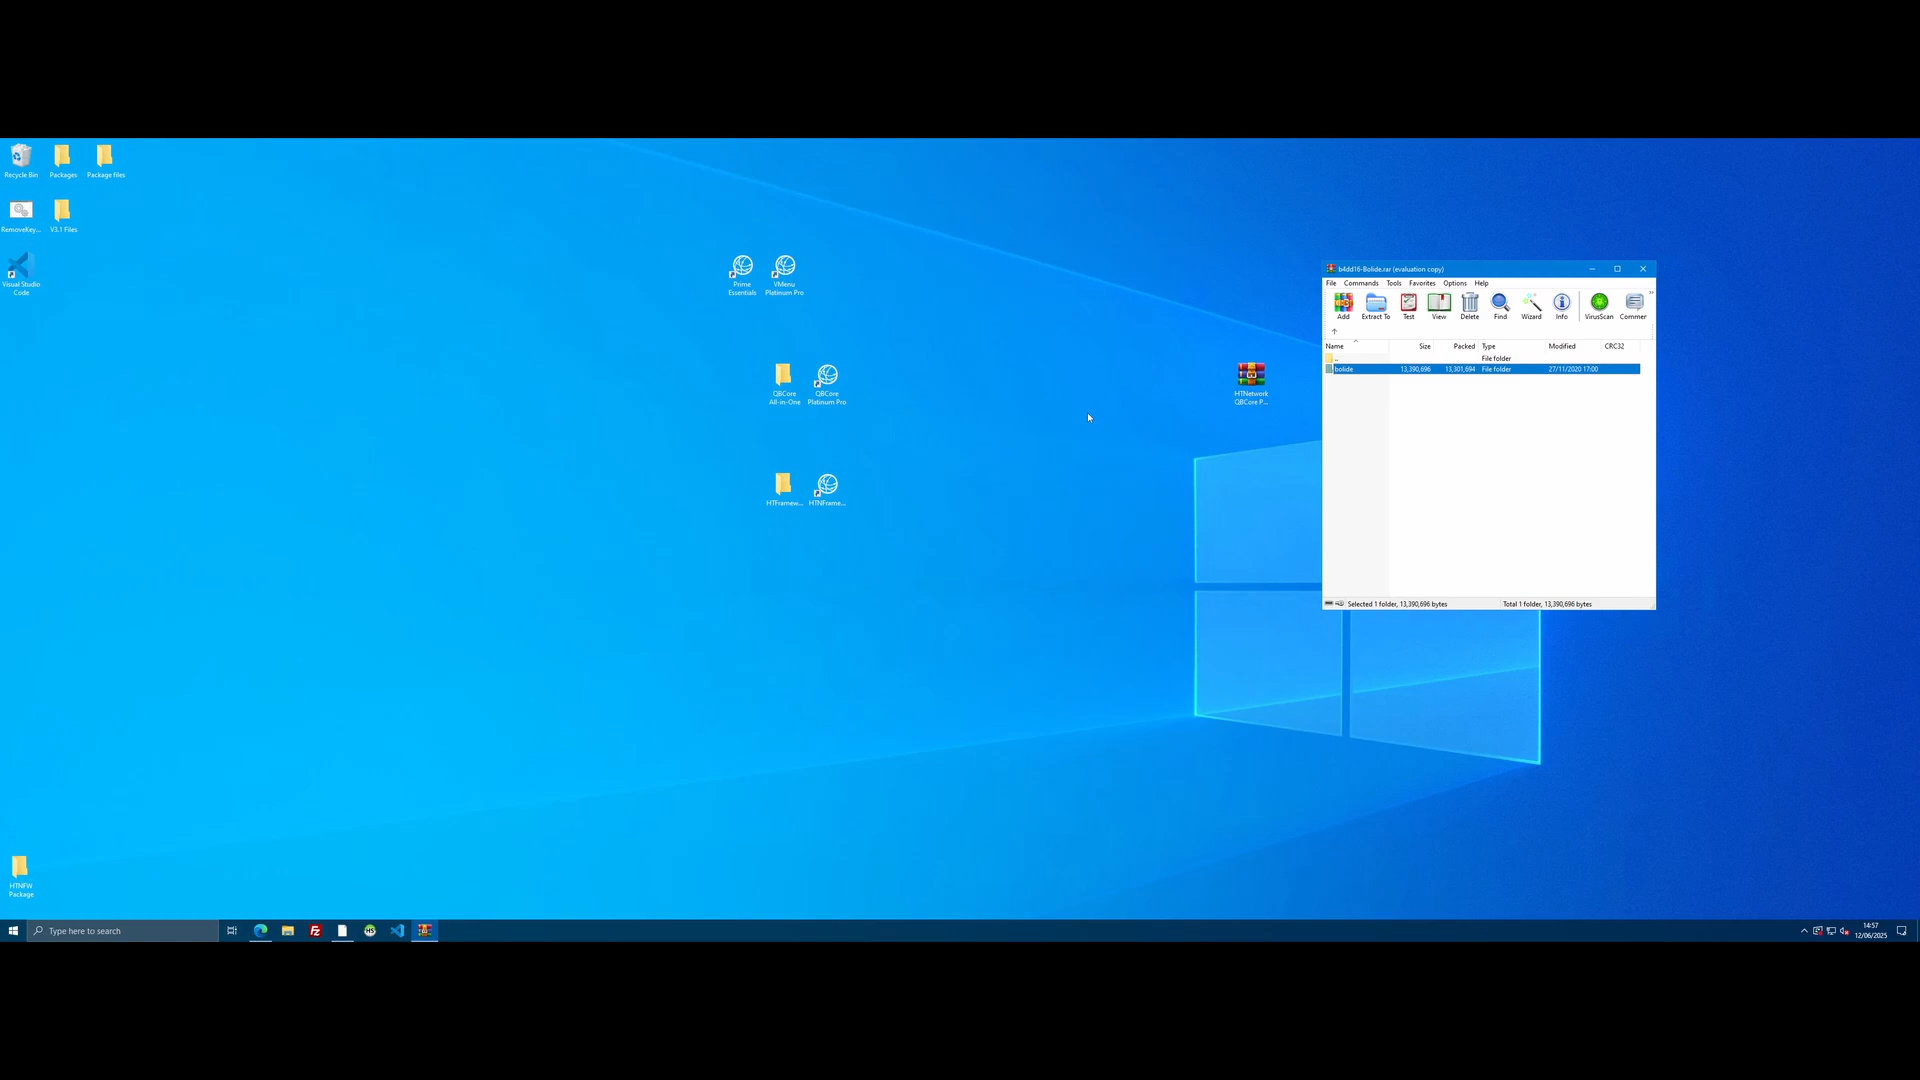 Recycle Bin
Packages
Package files
RemoveKey...
V3.1 Files
Visual Studio
Code
Prime
Essentials
VMenu
Platinum Pro
QBCore
All-in-One
QBCore
Platinum Pro
HTFramew...
HTNFrame...
HTNetwork
QBCore P...
HTNFW
Package
b4dd16-Bolide.rar (evaluation copy)
File Commands Tools Favorites Options Help
Add Extract To Test View Delete Find Wizard Info VirusScan Commer
Name Size Packed Type Modified CRC32
.. File folder
bolide 13,390,696 13,301,694 File folder 27/11/2020 17:00
Selected 1 folder, 13,390,696 bytes Total 1 folder, 13,390,696 bytes
Type here to search
14:57
12/06/2025